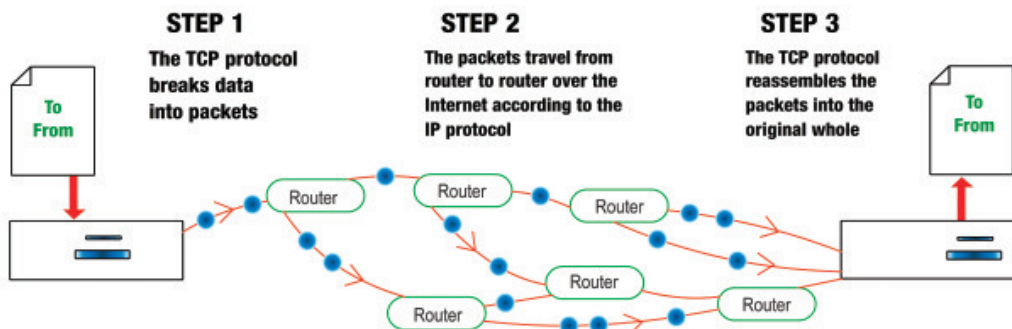 STEP 1
The TCP protocol
breaks data
into packets
STEP 2
The packets travel from
router to router over the
Internet according to the
IP protocol
STEP 3
The TCP protocol
reassembles the
packets into the
original whole
To
From
To
From
Router
Router
Router
Router
Router
Router